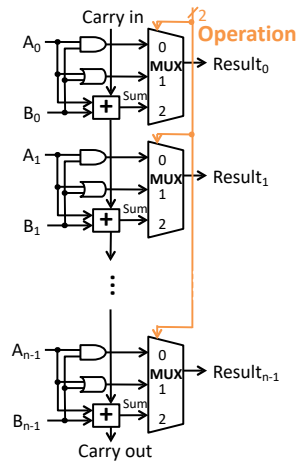 Carry in
2
Operation
A0
0
MUX
Result0
1
Sum
B0
+
2
A1
0
MUX
Result1
1
Sum
B1
+
2
...
An-1
0
MUX
Resultn-1
1
Sum
Bn-1
+
2
Carry out